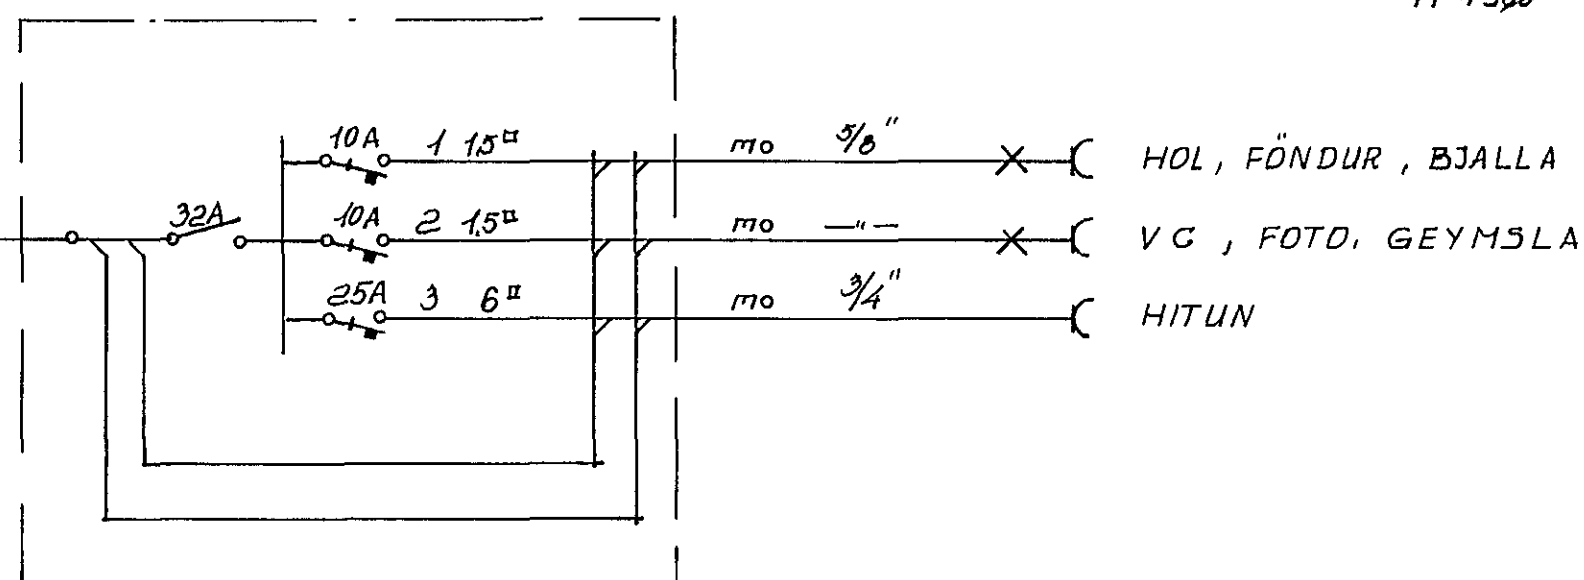 10A 1 1,5¤ mo 5/8" HOL, FÖNDUR, BJALLA
32A 10A 2 1,5¤ mo —"— VC, FOTO, GEYMSLA
25A 3 6¤ mo 3/4" HITUN